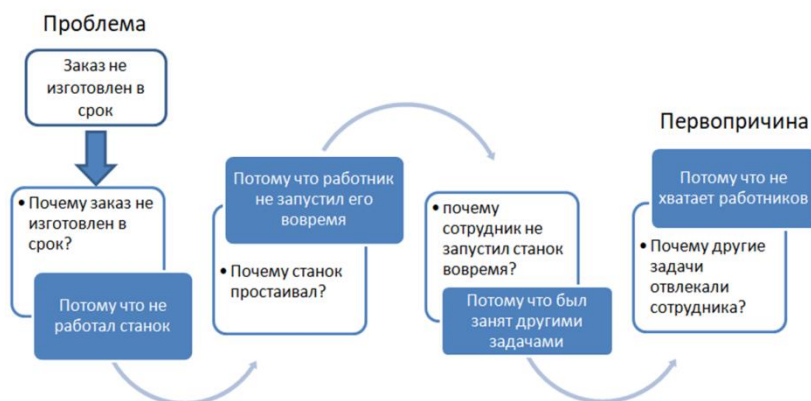 Проблема
Заказ не
изготовлен в
срок
• Почему заказ не
изготовлен в
срок?
Потому что не
работал станок
Потому что работник
не запустил его
вовремя
• Почему станок
простаивал?
• почему
сотрудник не
запустил станок
вовремя?
Потому что был
занят другими
задачами
Первопричина
Потому что не
хватает работников
• Почему другие
задачи
отвлекали
сотрудника?